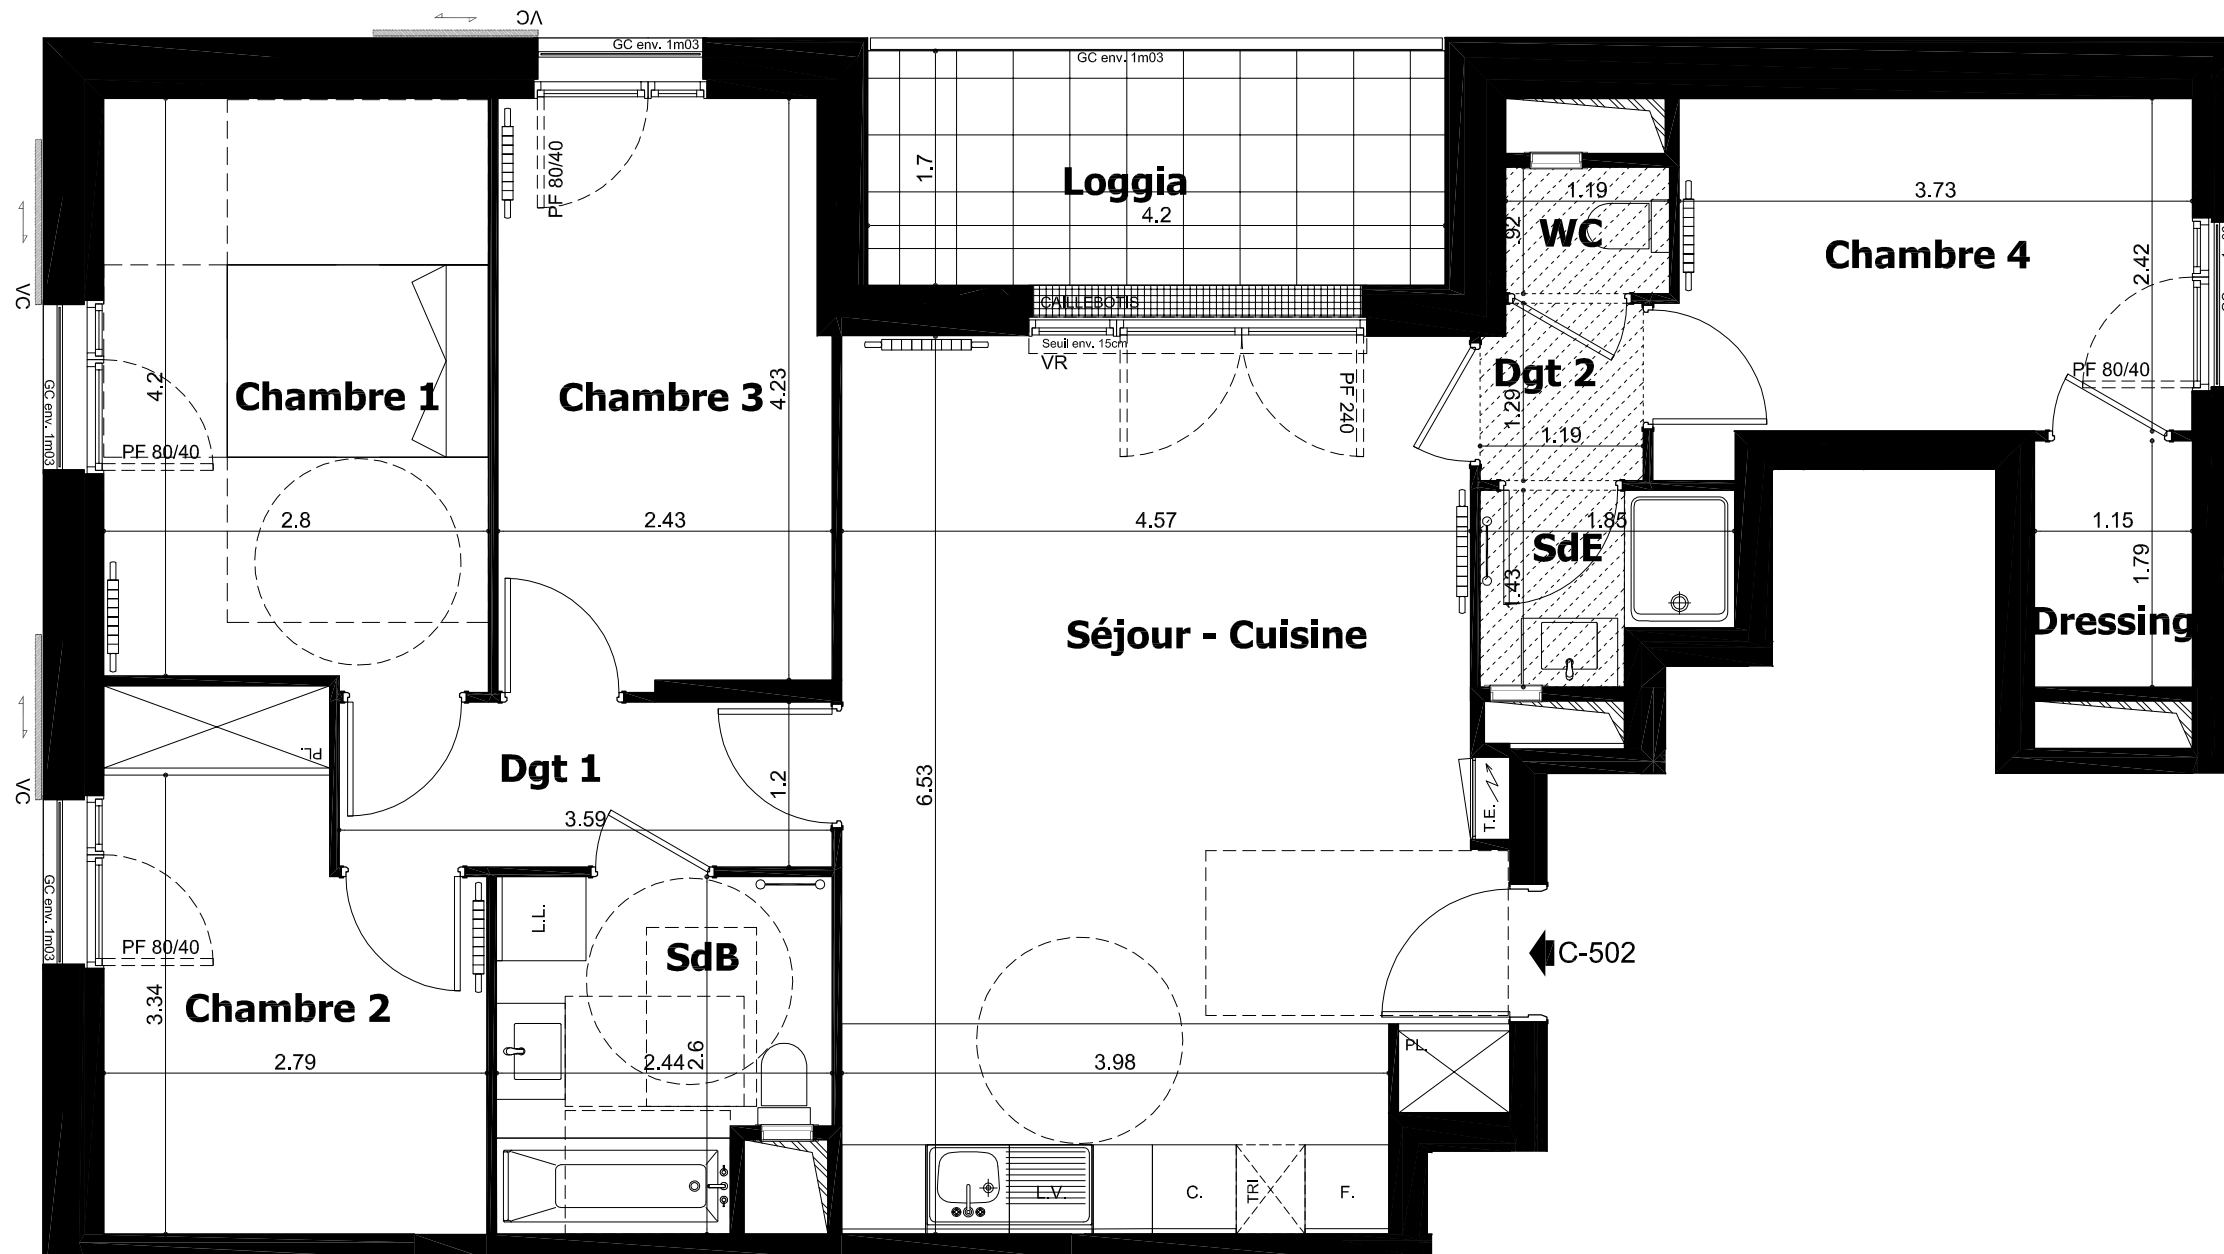 VC
GC env. 1m03
GC env. 1m03
PF 80/40
1.7
Loggia
4.2
1.19
.92
WC
3.73
Chambre 4
2.42
VC
CAILLEBOTIS
Seuil env. 15cm
VR
PF 240
Dgt 2
1.29
1.19
PF 80/40
GC env. 1m03
4.2
Chambre 1
PF 80/40
Chambre 3
4.23
2.8
2.43
4.57
1.85
SdE
1.43
1.15
1.79
Séjour - Cuisine
Dressing
VC
PL.
Dgt 1
3.59
1.2
6.53
T.E.
GC env. 1m03
PF 80/40
L.L.
SdB
C-502
3.34
Chambre 2
2.79
2.44
2.6
3.98
PL.
L.V.
C.
TRI
F.